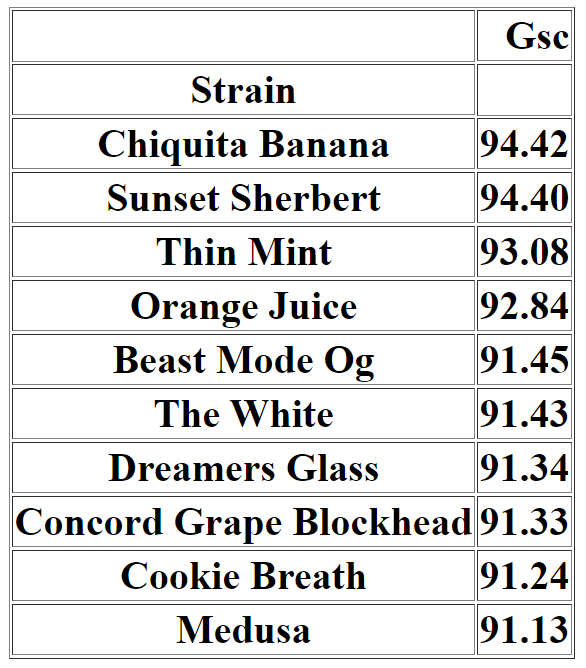 Gsc
Strain
Chiquita Banana 94.42
Sunset Sherbert 94.40
Thin Mint 93.08
Orange Juice 92.84
Beast Mode Og 91.45
The White 91.43
Dreamers Glass 91.34
Concord Grape Blockhead 91.33
Cookie Breath 91.24
Medusa 91.13